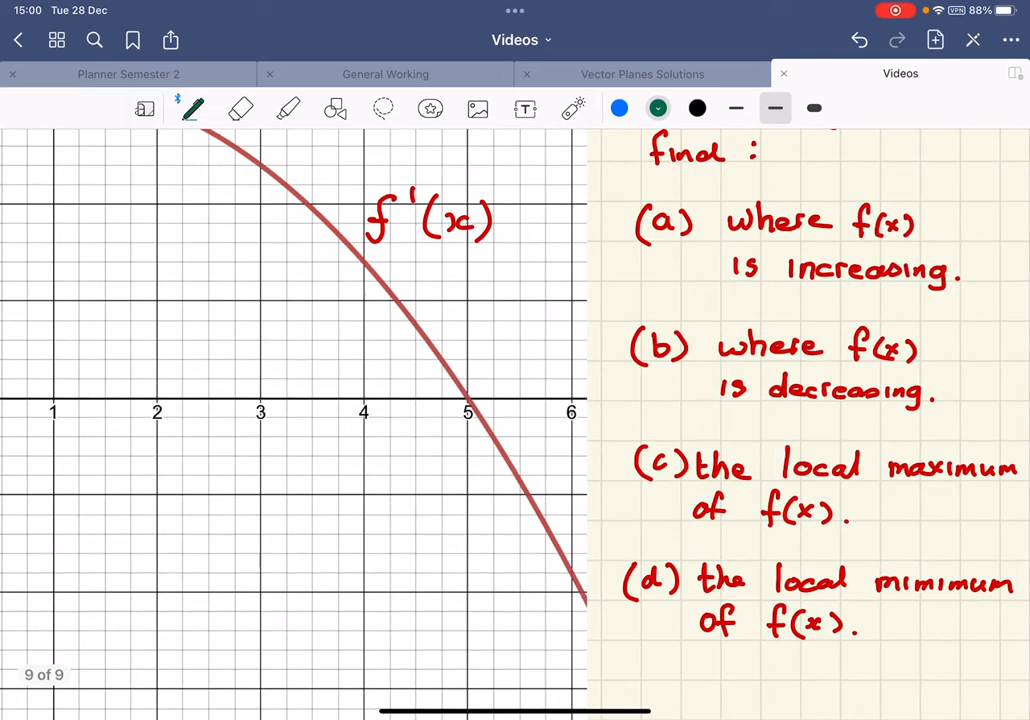 15:00 Tue 28 Dec
88%
VPN
Videos
Planner Semester 2
General Working
Vector Planes Solutions
Videos
T
find :
f'(x)
(a) where f(x)
is increasing.
(b) where f(x)
is decreasing.
1 2 3 4 5 6
(c) the local maximum
of f(x).
(d) the local mimimum
of f(x).
9 of 9